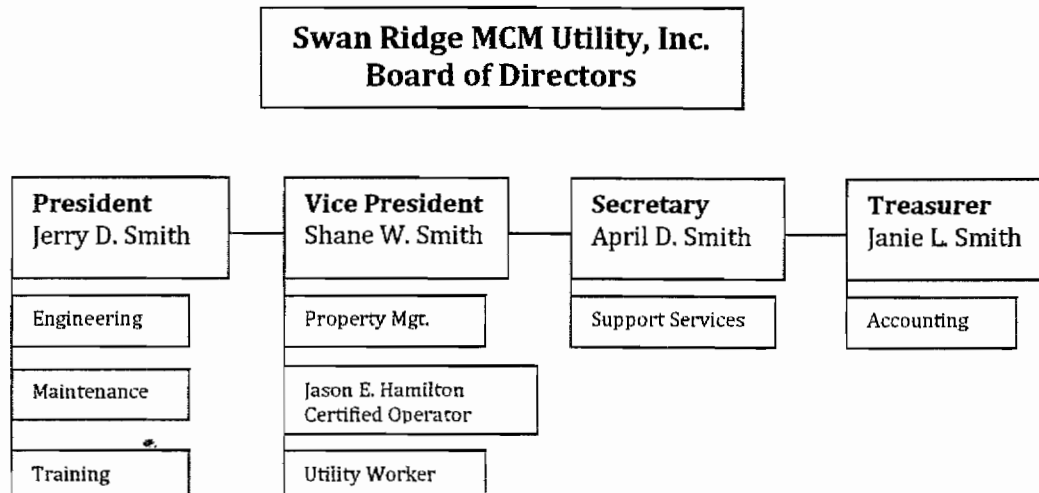 Swan Ridge MCM Utility, Inc.
Board of Directors
President
Jerry D. Smith
Vice President
Shane W. Smith
Secretary
April D. Smith
Treasurer
Janie L. Smith
Engineering
Property Mgt.
Support Services
Accounting
Maintenance
Jason E. Hamilton
Certified Operator
Training
Utility Worker